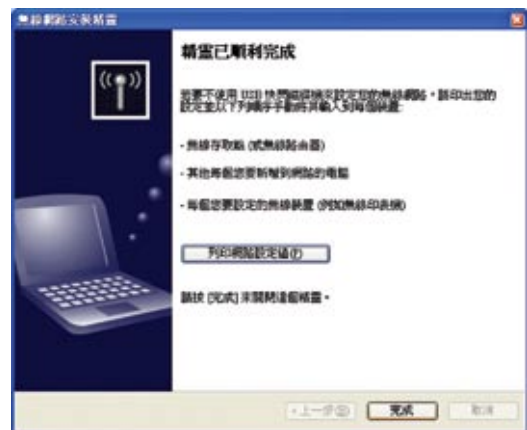 無線網路安裝精靈
精靈已順利完成
若要不使用 USB 快閃磁碟機來設定您的無線網路，請印出您的
設定並以下列順序手動將其輸入到每個裝置:
- 無線存取點 (或無線路由器)
- 其他每個您要新增到網路的電腦
- 每個您要設定的無線裝置 (例如無線印表機)
列印網路設定值(P)
請按 [完成] 來關閉這個精靈。
< 上一步(B)
完成
取消